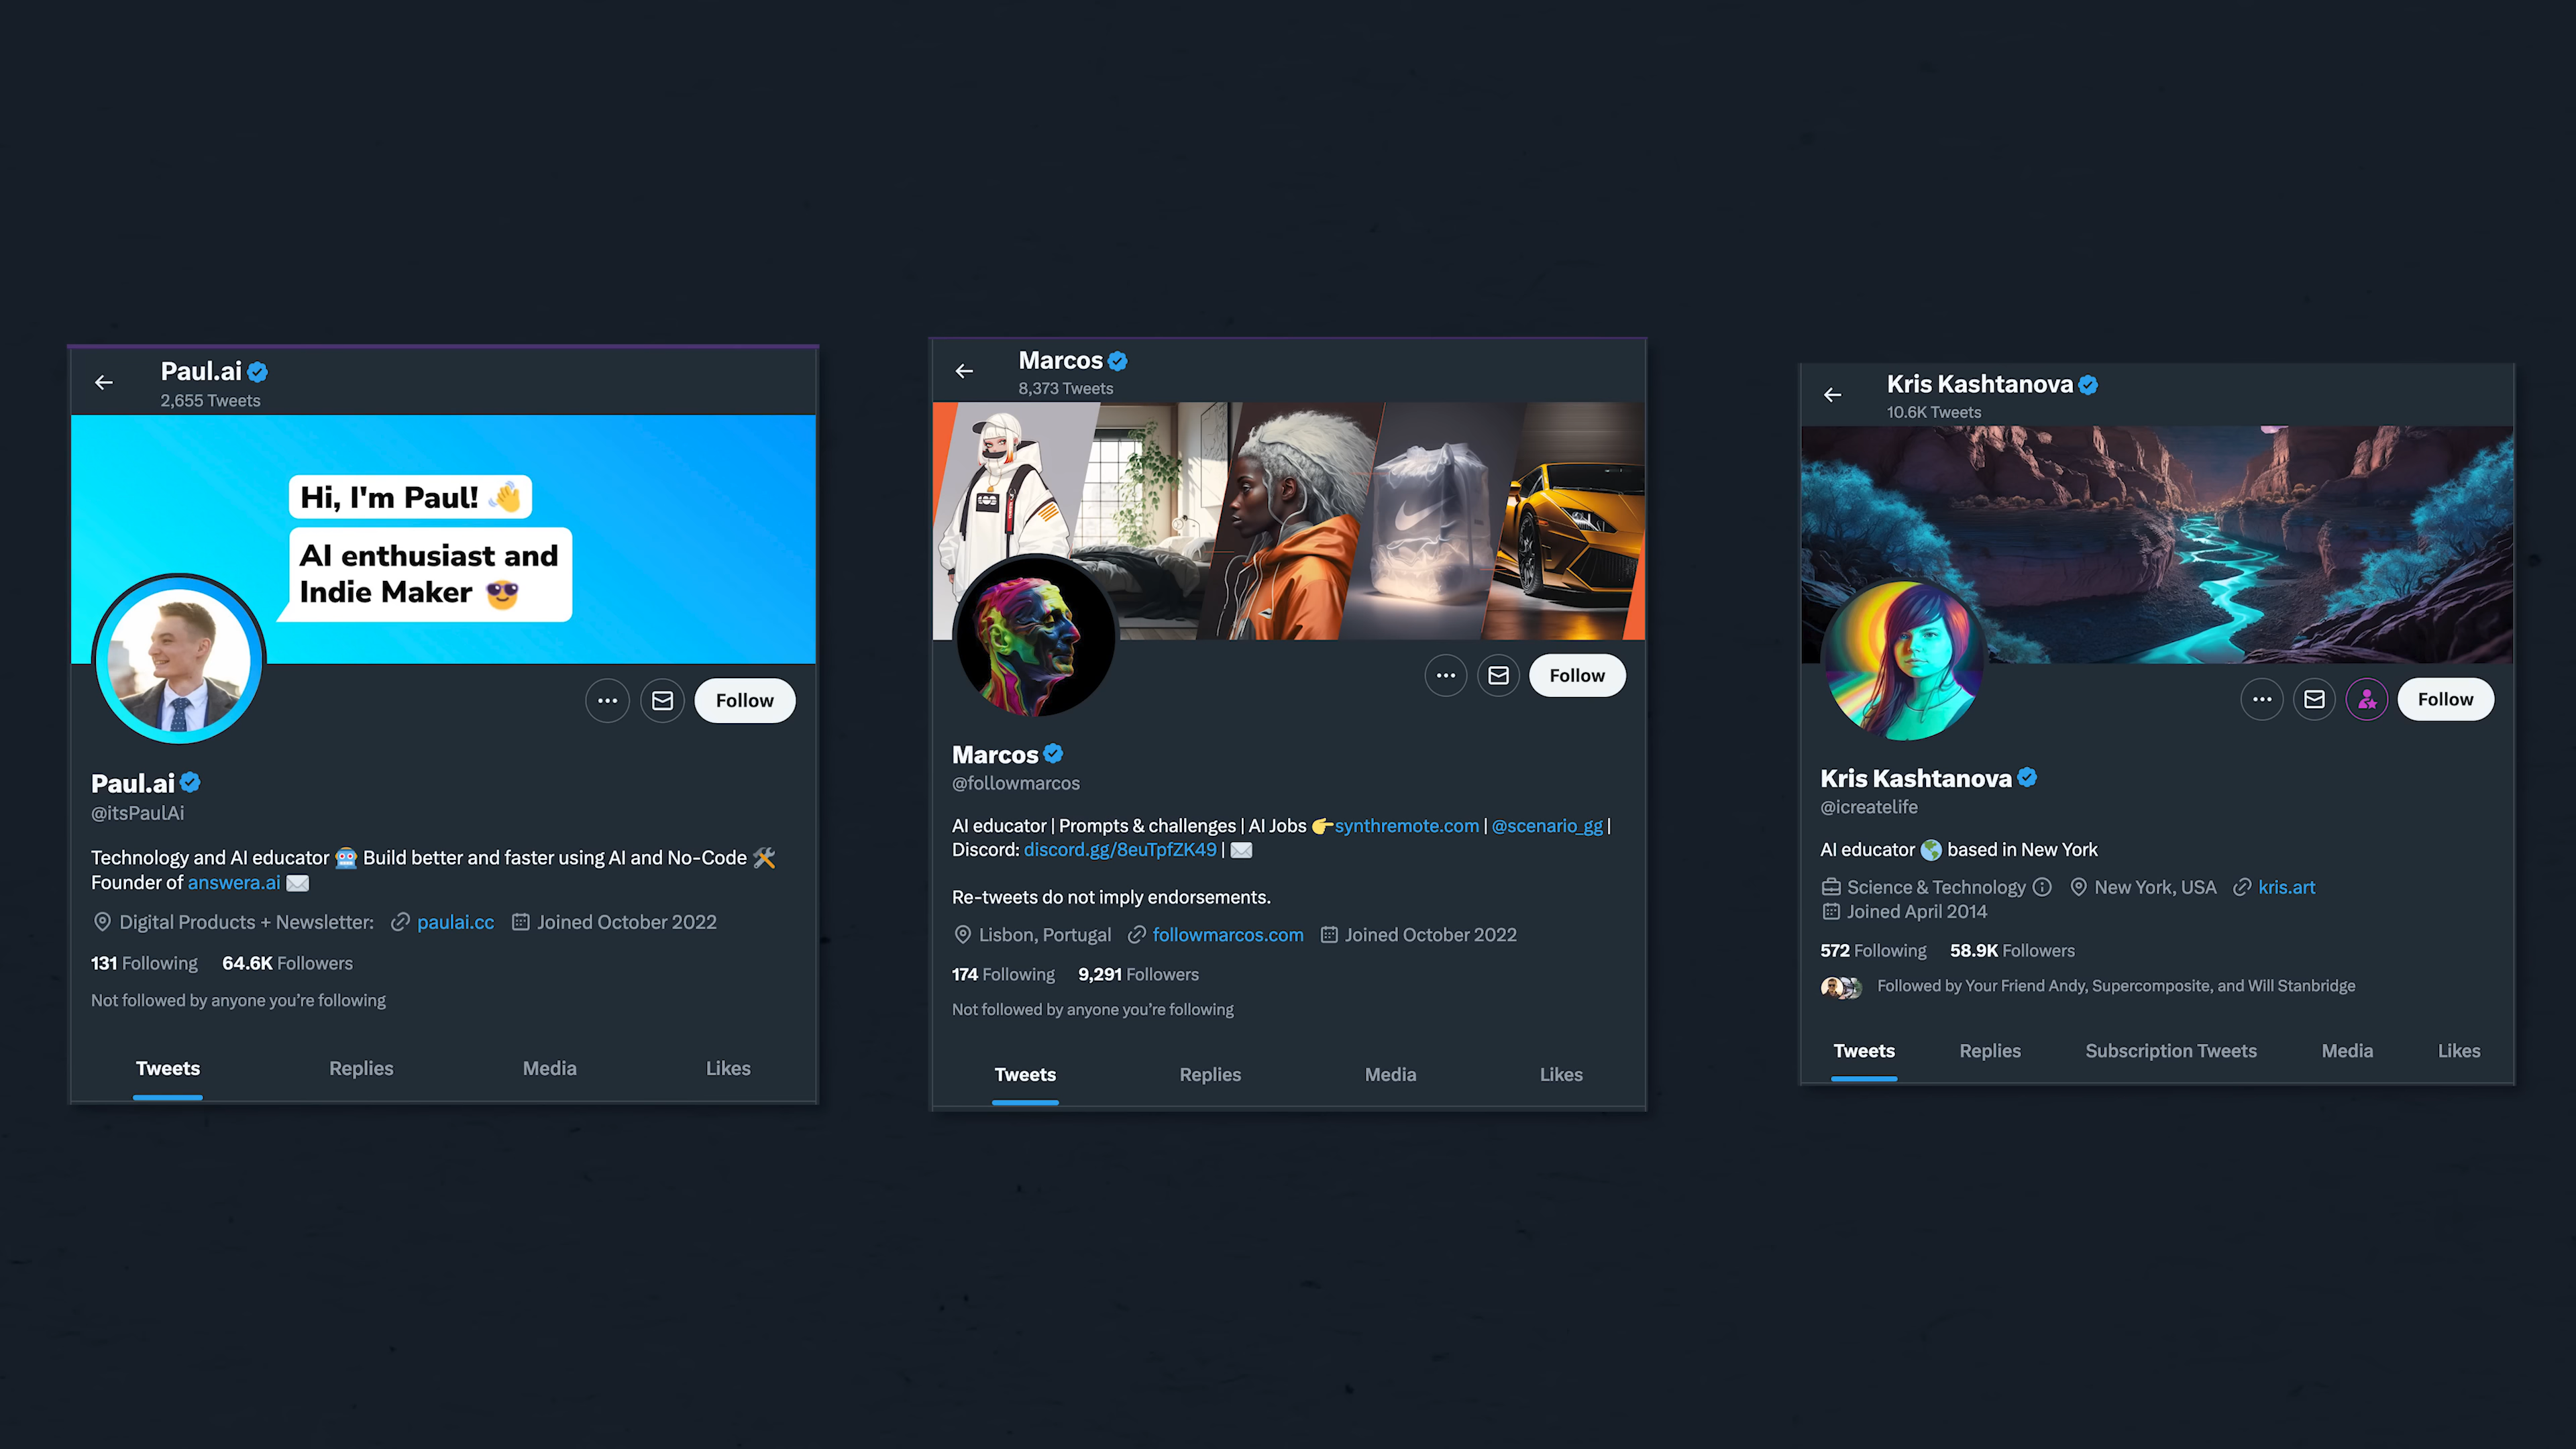 Paul.ai
2,655 Tweets
Hi, I'm Paul! 👋
AI enthusiast and
Indie Maker 😎
Follow
Paul.ai
@itsPaulAi
Technology and AI educator 🤖 Build better and faster using AI and No-Code 🛠️
Founder of answera.ai ✉️
Digital Products + Newsletter: paulai.cc Joined October 2022
131 Following 64.6K Followers
Not followed by anyone you're following
Tweets Replies Media Likes
Marcos
8,373 Tweets
Follow
Marcos
@followmarcos
AI educator | Prompts & challenges | AI Jobs 👉synthremote.com | @scenario_gg |
Discord: discord.gg/8euTpfZK49 | ✉️
Re-tweets do not imply endorsements.
Lisbon, Portugal followmarcos.com Joined October 2022
174 Following 9,291 Followers
Not followed by anyone you're following
Tweets Replies Media Likes
Kris Kashtanova
10.6K Tweets
Follow
Kris Kashtanova
@icreatelife
AI educator 🌎 based in New York
Science & Technology New York, USA kris.art
Joined April 2014
572 Following 58.9K Followers
Followed by Your Friend Andy, Supercomposite, and Will Stanbridge
Tweets Replies Subscription Tweets Media Likes